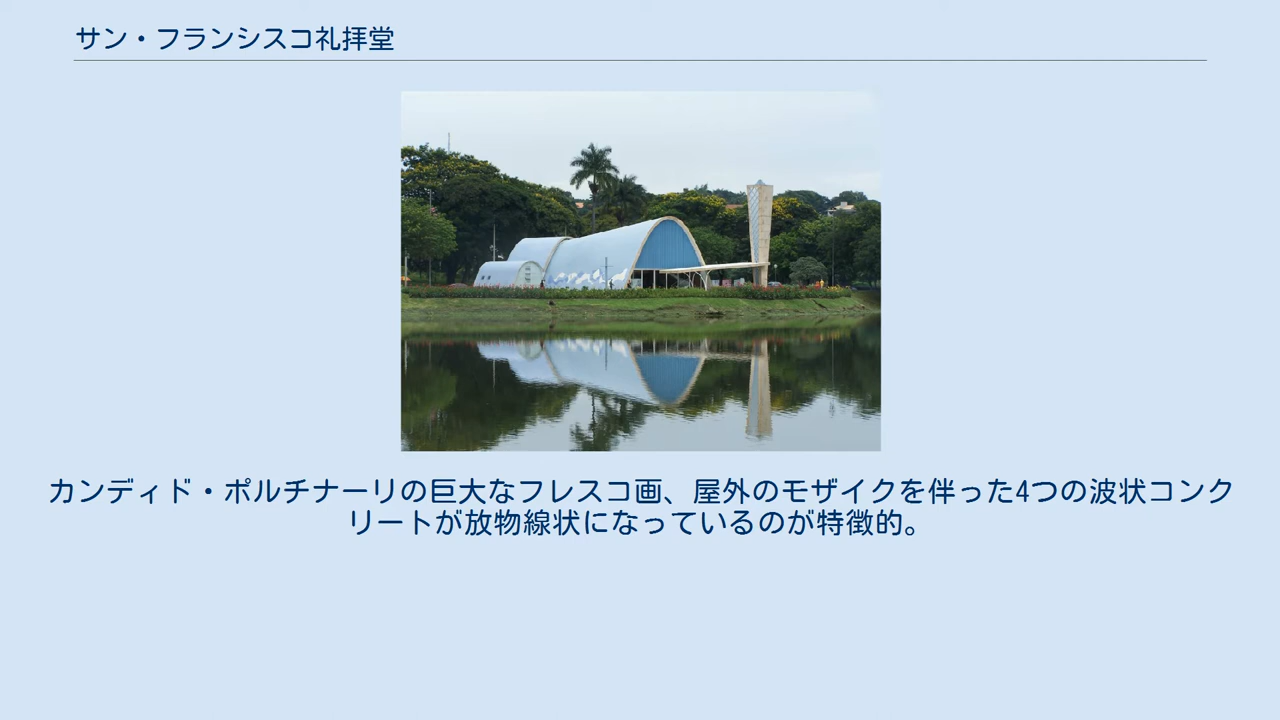 サン・フランシスコ礼拝堂
カンディド・ポルチナーリの巨大なフレスコ画、屋外のモザイクを伴った4つの波状コンク
リートが放物線状になっているのが特徴的。